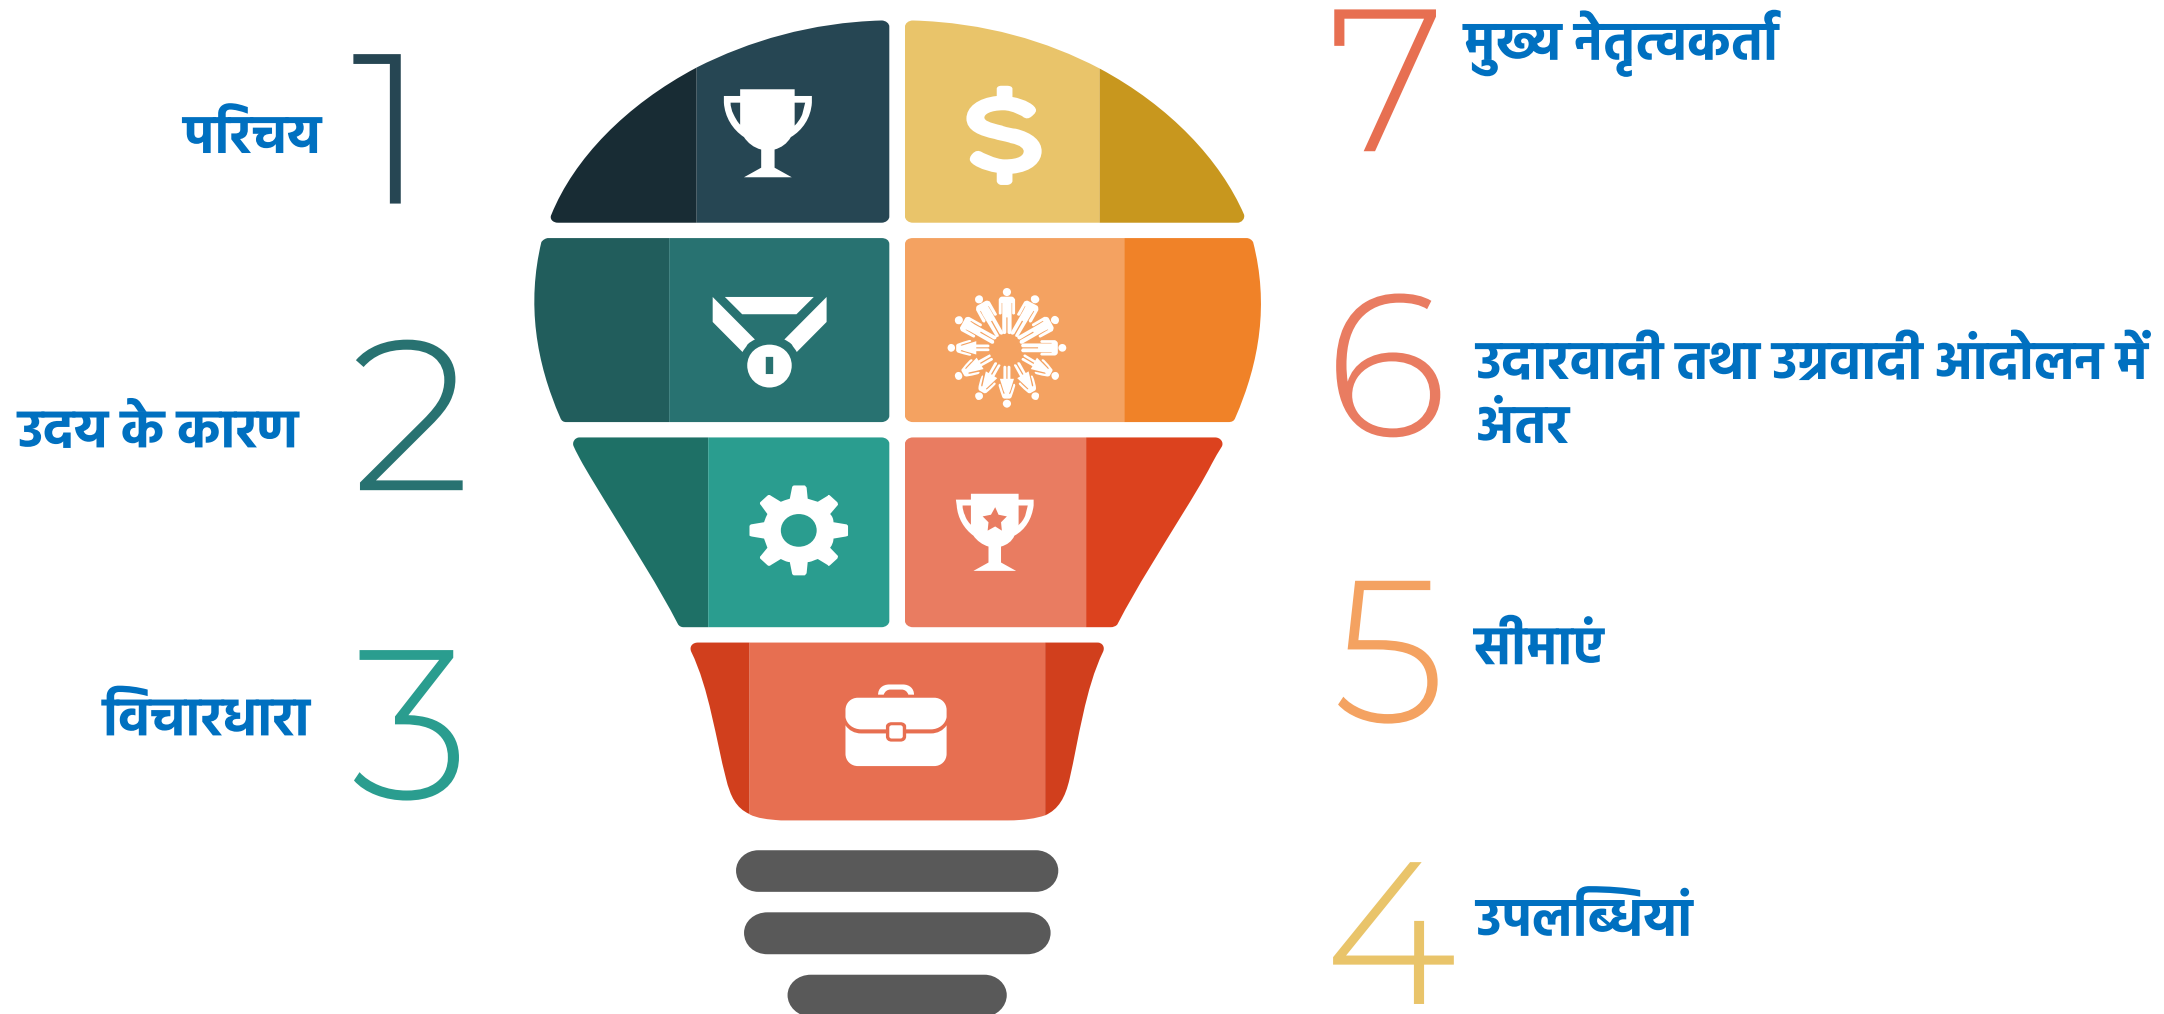 1
परिचय
2
उदय के कारण
3
विचारधारा
7
मुख्य नेतृत्वकर्ता
6
उदारवादी तथा उग्रवादी आंदोलन में
अंतर
5
सीमाएं
4
उपलब्धियां
$